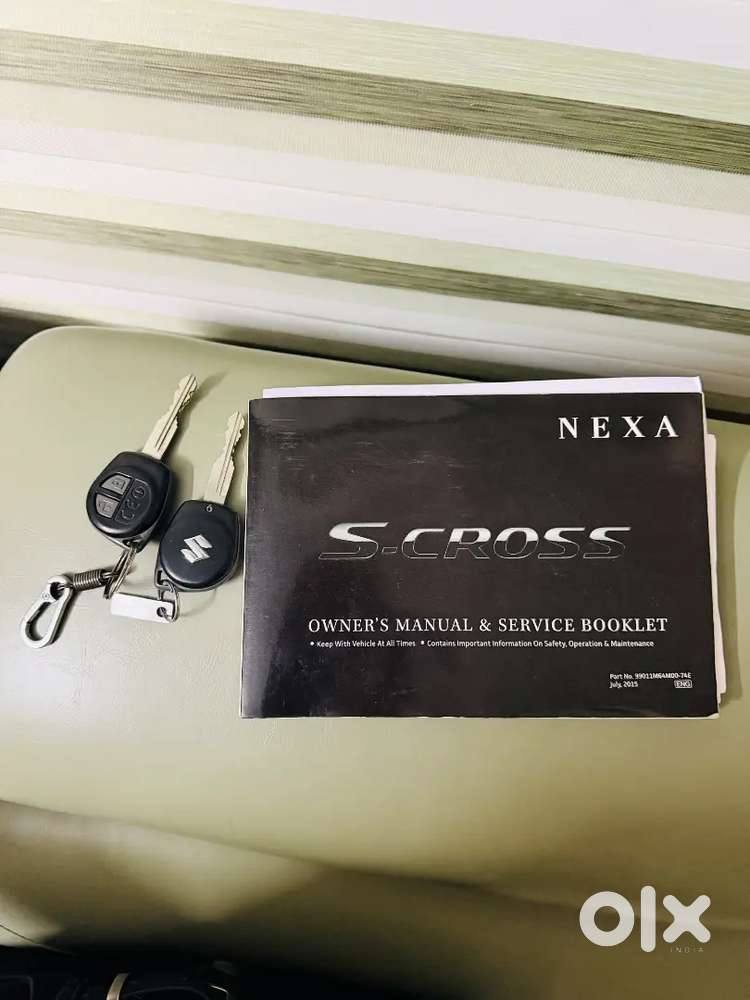 NEXA
S-CROSS
OWNER'S MANUAL & SERVICE BOOKLET
• Keep With Vehicle At All Times • Contains Important Information On Safety, Operation & Maintenance
Part No. 99011M64M00-74E
July, 2015 ENG
olx
INDIA